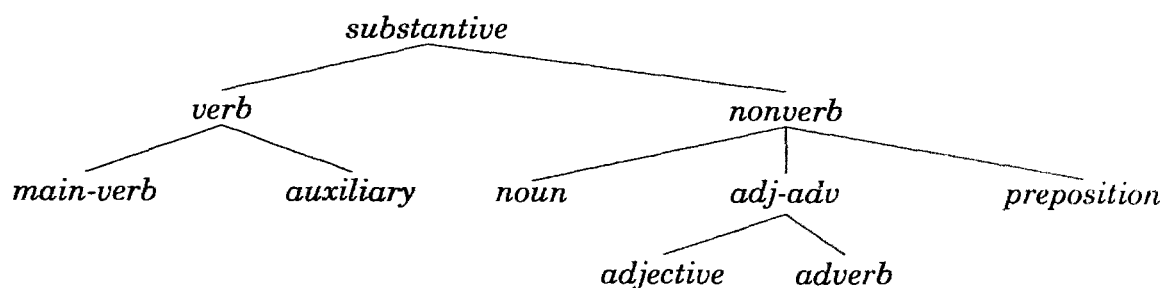 substantive
verb nonverb
main-verb auxiliary noun adj-adv preposition
adjective adverb